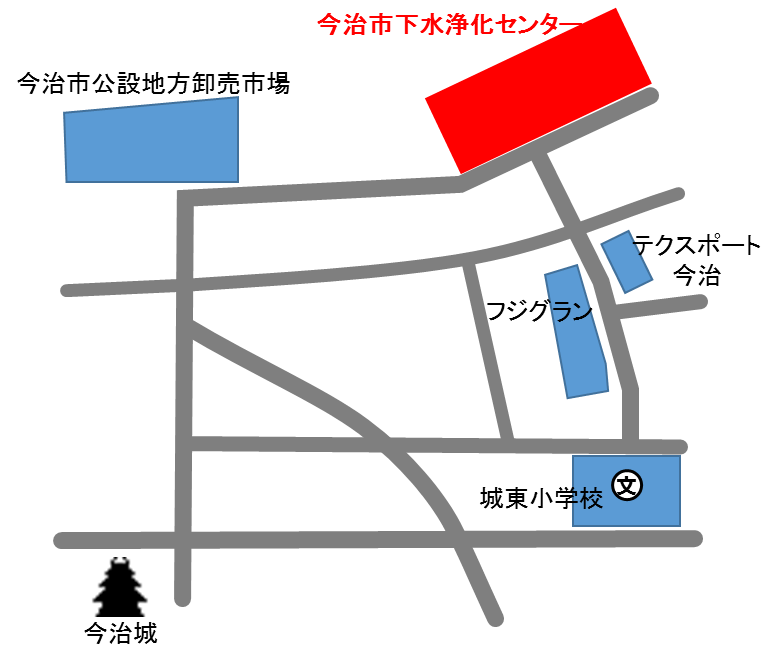 今治市下水浄化センター
今治市公設地方卸売市場
テクスポート
今治
フジグラン
文
城東小学校
今治城